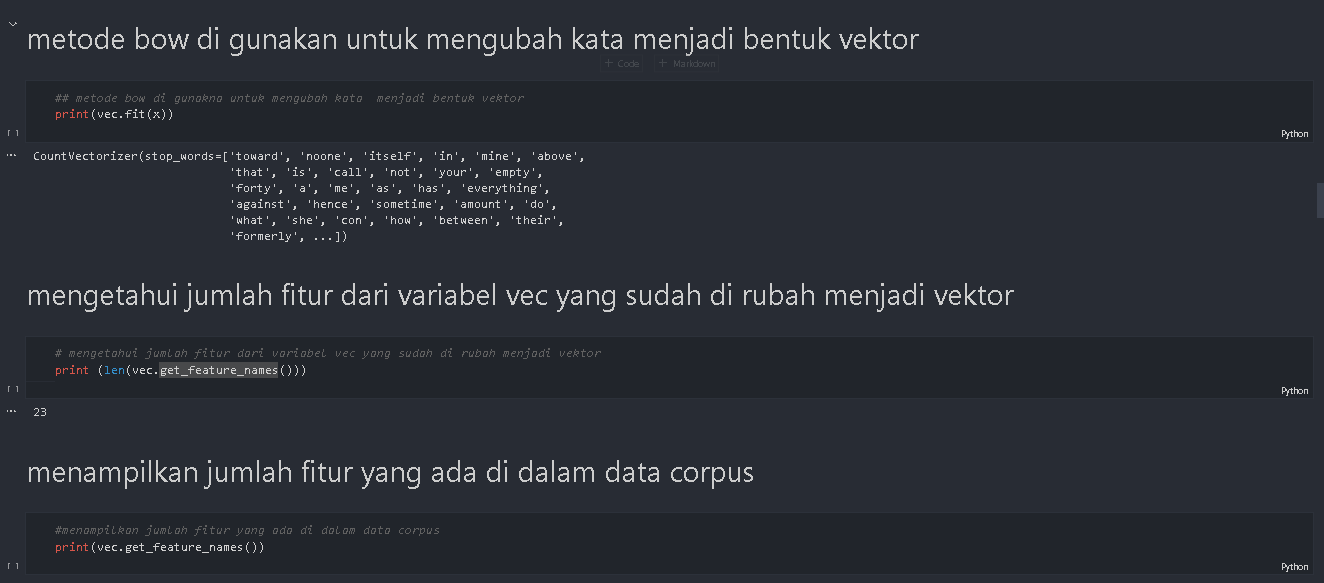 metode bow di gunakan untuk mengubah kata menjadi bentuk vektor
+ Code + Markdown
## metode bow di gunakna untuk mengubah kata  menjadi bentuk vektor
print(vec.fit(x))
[ ]
Python
... CountVectorizer(stop_words=['toward', 'noone', 'itself', 'in', 'mine', 'above',
'that', 'is', 'call', 'not', 'your', 'empty',
'forty', 'a', 'me', 'as', 'has', 'everything',
'against', 'hence', 'sometime', 'amount', 'do',
'what', 'she', 'con', 'how', 'between', 'their',
'formerly', ...])
mengetahui jumlah fitur dari variabel vec yang sudah di rubah menjadi vektor
# mengetahui jumlah fitur dari variabel vec yang sudah di rubah menjadi vektor
print (len(vec.get_feature_names()))
[ ]
Python
... 23
menampilkan jumlah fitur yang ada di dalam data corpus
#menampilkan jumlah fitur yang ada di dalam data corpus
print(vec.get_feature_names())
[ ]
Python